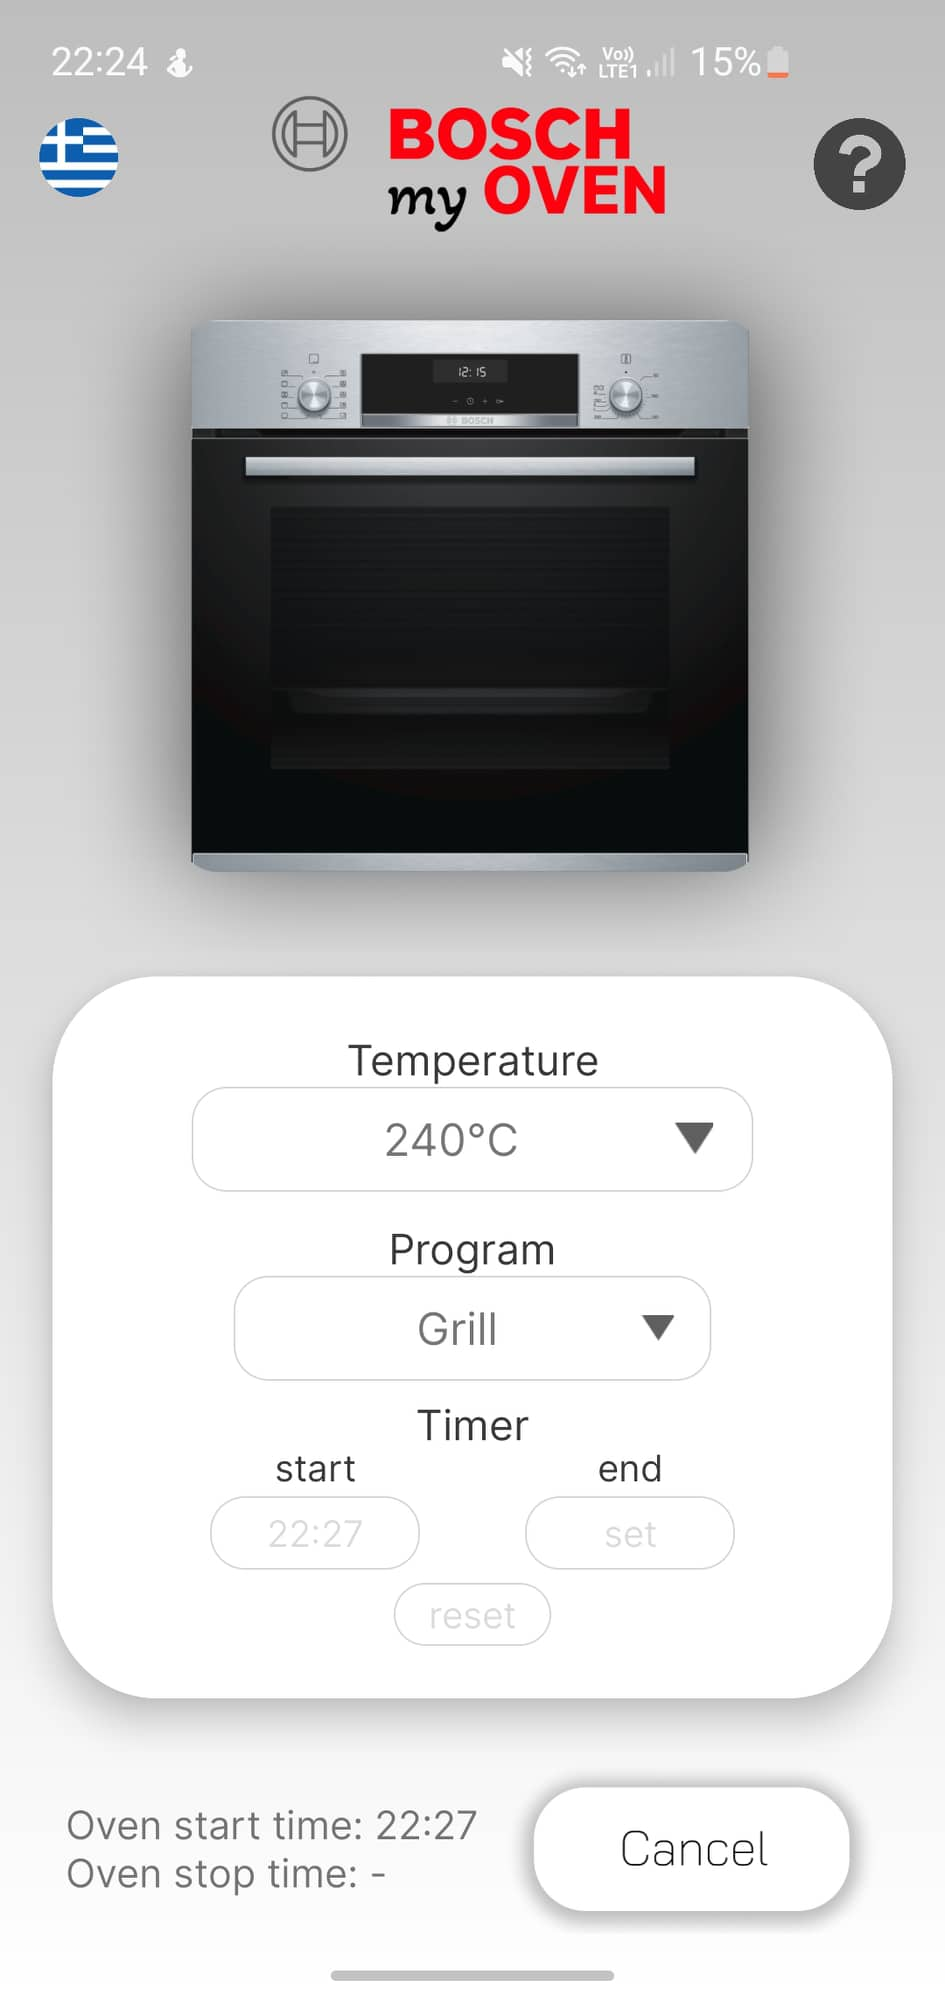 22:24
Vo)) LTE1 15%
BOSCH
my OVEN
?
12:15
BOSCH
Temperature
240°C
Program
Grill
Timer
start end
22:27 set
reset
Oven start time: 22:27
Oven stop time: -
Cancel